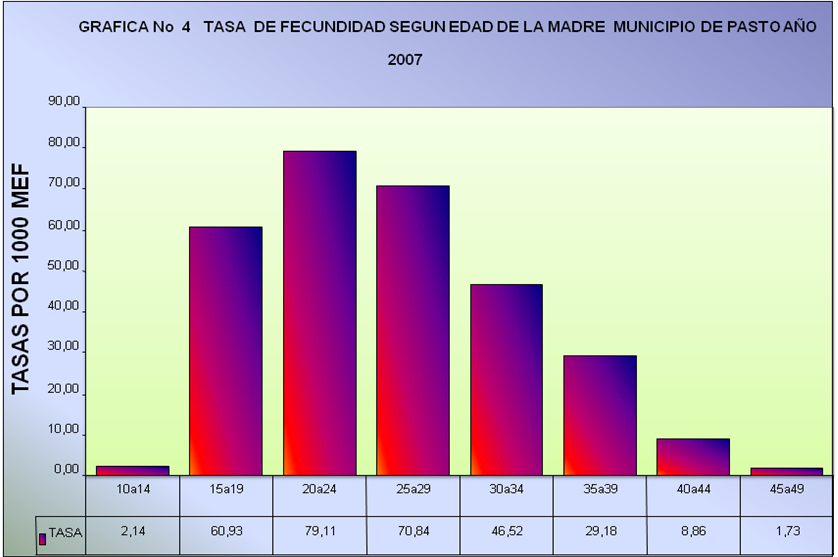 GRAFICA No 4 TASA DE FECUNDIDAD SEGUN EDAD DE LA MADRE MUNICIPIO DE PASTO AÑO
2007
TASAS POR 1000 MEF
90,00
80,00
70,00
60,00
50,00
40,00
30,00
20,00
10,00
0,00
10a14 15a19 20a24 25a29 30a34 35a39 40a44 45a49
TASA 2,14 60,93 79,11 70,84 46,52 29,18 8,86 1,73